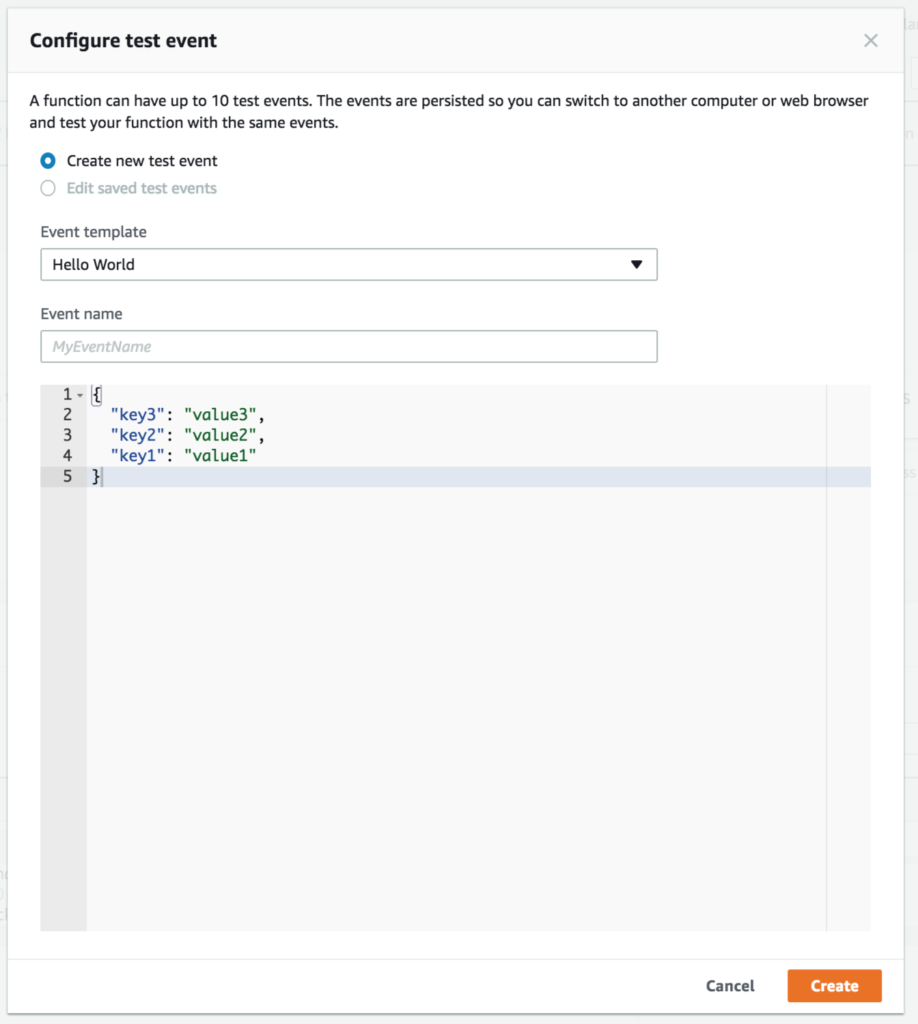 Configure test event
A function can have up to 10 test events. The events are persisted so you can switch to another computer or web browser
and test your function with the same events.
Create new test event
Edit saved test events
Event template
Hello World
Event name
MyEventName
1 {
2 "key3": "value3",
3 "key2": "value2",
4 "key1": "value1"
5 }
Cancel Create